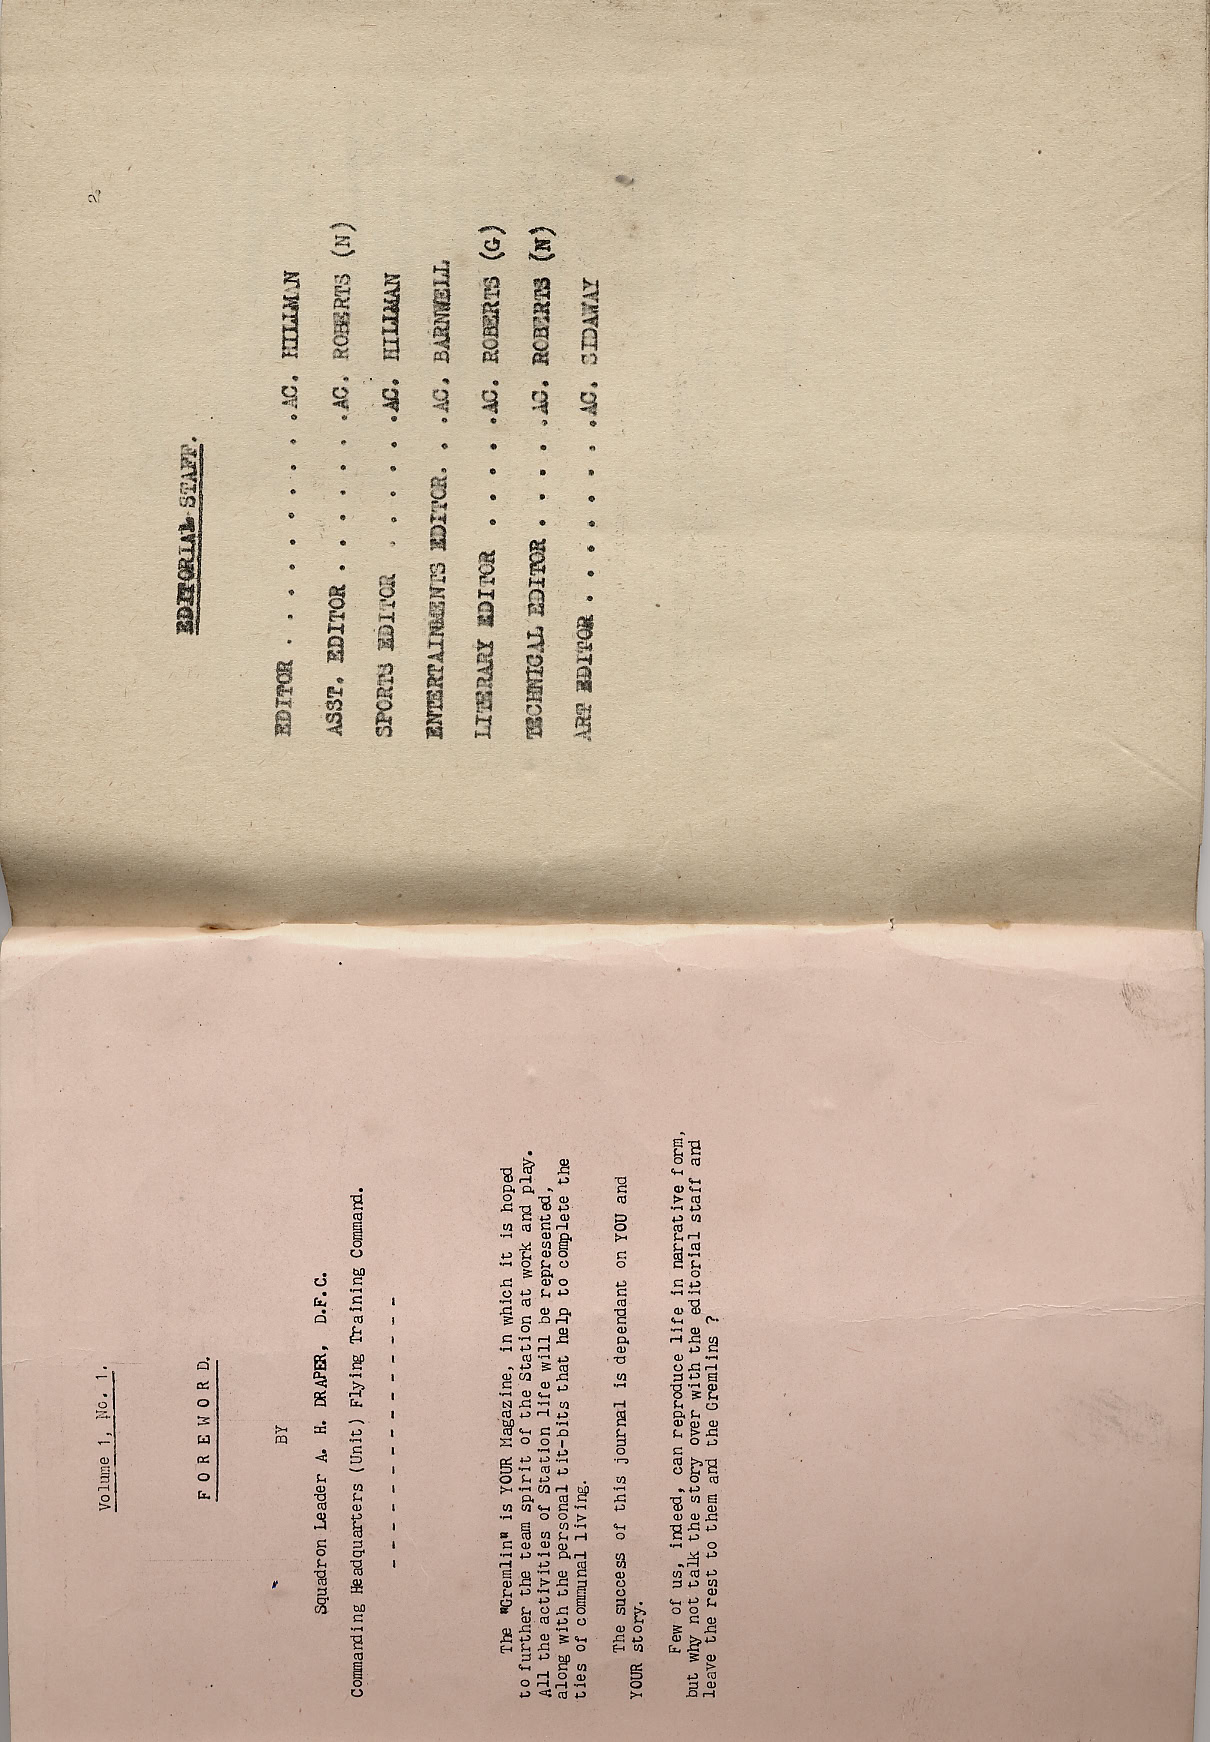 Volume 1, No. 1.
F O R E W O R D.
BY
Squadron Leader A. H. DRAPER, D.F.C.
Commanding Headquarters (Unit) Flying Training Command.
- - - - - - - - - - - - - - - - -
The "Gremlin" is YOUR Magazine, in which it is hoped
to further the team spirit of the Station at work and play.
All the activities of Station life will be represented,
along with the personal tit-bits that help to complete the
ties of communal living.
The success of this journal is dependant on YOU and
YOUR story.
Few of us, indeed, can reproduce life in narrative form,
but why not talk the story over with the editorial staff and
leave the rest to them and the Gremlins ?
2.
EDITORIAL STAFF.
EDITOR . . . . . . . . . .AC. HILLMAN
ASST. EDITOR . . . . . . .AC. ROBERTS (N)
SPORTS EDITOR . . . . . .AC. HILLMAN
ENTERTAINMENTS EDITOR. . .AC. BARNWELL
LITERARY EDITOR . . . . .AC. ROBERTS (G)
TECHNICAL EDITOR . . . . .AC. ROBERTS (N)
ART EDITOR . . . . . . . .AC. SIDAWAY